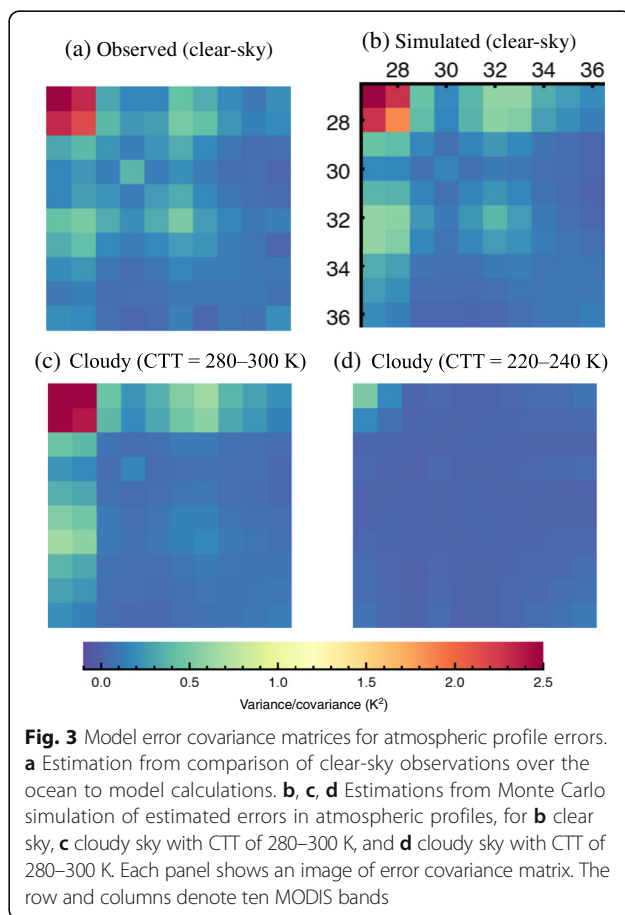 (a) Observed (clear-sky)
(b) Simulated (clear-sky)
28 30 32 34 36
28
30
32
34
36
(c) Cloudy (CTT = 280–300 K)
(d) Cloudy (CTT = 220–240 K)
0.0 0.5 1.0 1.5 2.0 2.5
Variance/covariance (K²)
Fig. 3 Model error covariance matrices for atmospheric profile errors.
a Estimation from comparison of clear-sky observations over the
ocean to model calculations. b, c, d Estimations from Monte Carlo
simulation of estimated errors in atmospheric profiles, for b clear
sky, c cloudy sky with CTT of 280–300 K, and d cloudy sky with CTT of
280–300 K. Each panel shows an image of error covariance matrix. The
row and columns denote ten MODIS bands